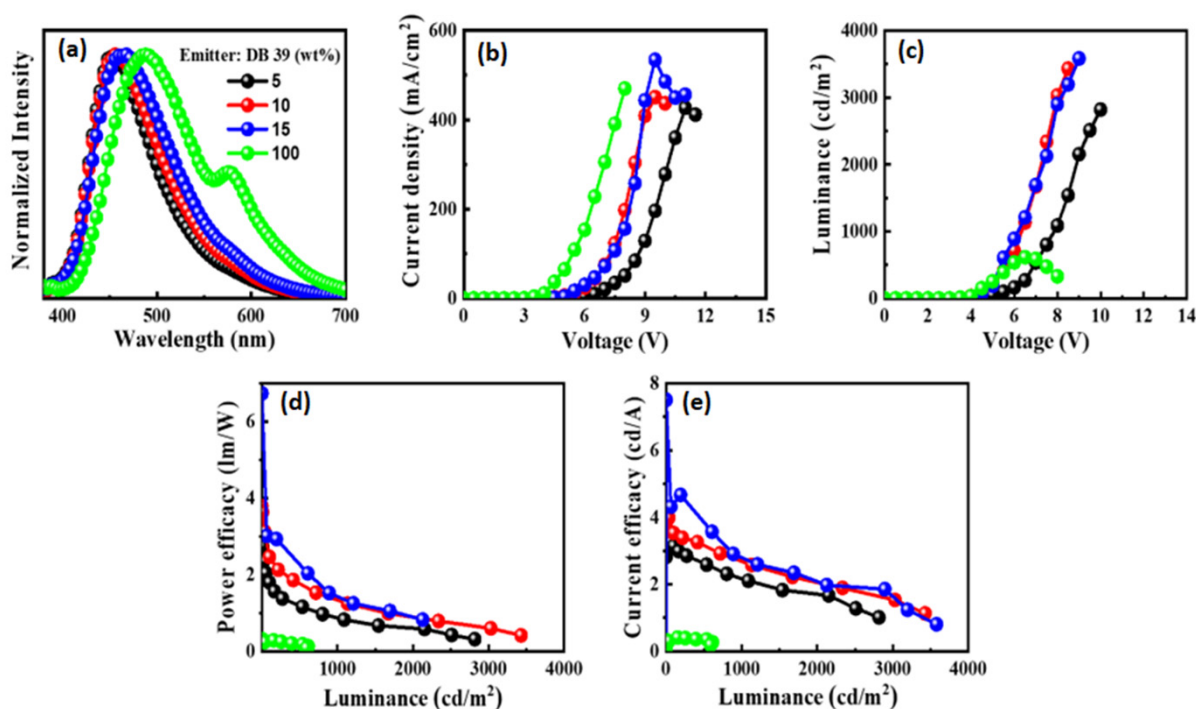 (a)
Emitter: DB 39 (wt%)
5
10
15
100
Normalized Intensity
400 500 600 700
Wavelength (nm)
(b)
Current density (mA/cm²)
600
400
200
0
0 3 6 9 12 15
Voltage (V)
(c)
Luminance (cd/m²)
4000
3000
2000
1000
0
0 2 4 6 8 10 12 14
Voltage (V)
(d)
Power efficacy (lm/W)
6
4
2
0
1000 2000 3000 4000
Luminance (cd/m²)
(e)
Current efficacy (cd/A)
8
6
4
2
0
0 1000 2000 3000 4000
Luminance (cd/m²)